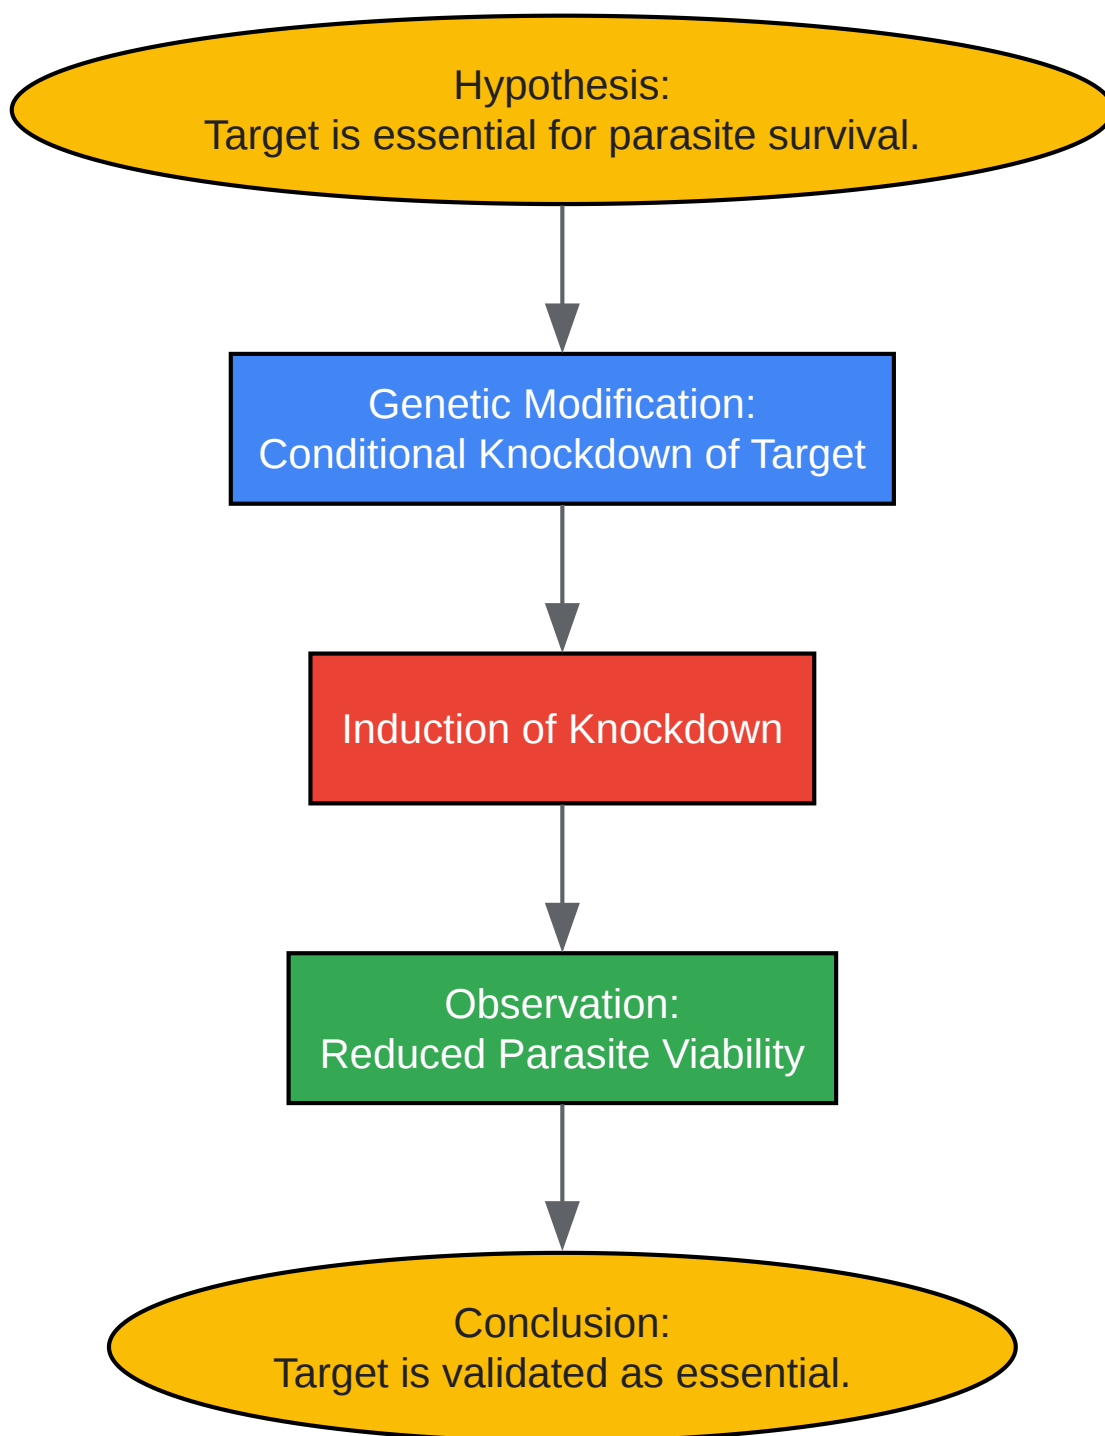 Hypothesis:
Target is essential for parasite survival.
Genetic Modification:
Conditional Knockdown of Target
Induction of Knockdown
Observation:
Reduced Parasite Viability
Conclusion:
Target is validated as essential.